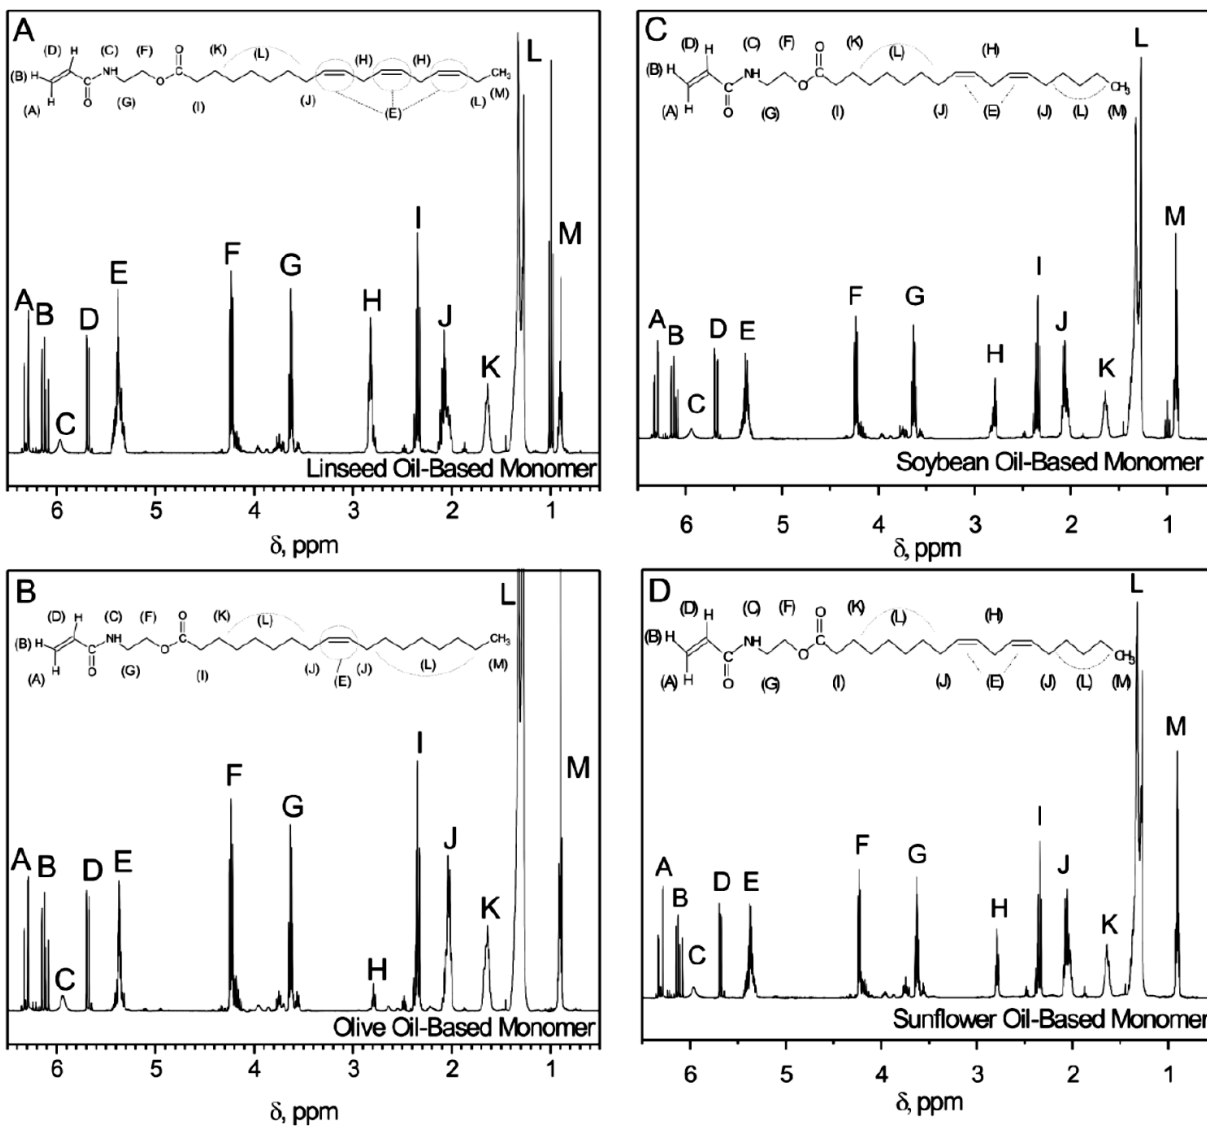 A
(D) H (C) (F) O (K) (L) (H) (H)
(B) H NH O CH₃
(A) H O (G) (I) (J) (E) (L) (M)
A B C D E F G H I J K L M
Linseed Oil-Based Monomer
6 5 4 3 2 1
δ, ppm
C
(D) H (C) (F) O (K) (L) (H)
(B) H NH O CH₃
(A) H O (G) (I) (J) (E) (J) (L) (M)
A B C D E F G H I J K L M
Soybean Oil-Based Monomer
6 5 4 3 2 1
δ, ppm
B
(D) H (C) (F) O (K) (L)
(B) H NH O CH₃
(A) H O (G) (I) (J) (E) (J) (L) (M)
A B C D E F G H I J K L M
Olive Oil-Based Monomer
6 5 4 3 2 1
δ, ppm
D
(D) H (C) (F) O (K) (L) (H)
(B) H NH O CH₃
(A) H O (G) (I) (J) (E) (J) (L) (M)
A B C D E F G H I J K L M
Sunflower Oil-Based Monomer
6 5 4 3 2 1
δ, ppm